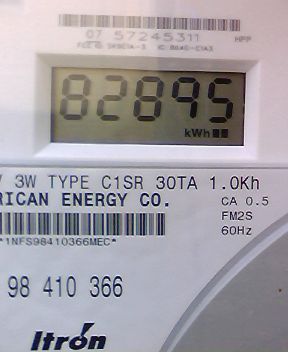 07 57245311 HPP
82895
kWh
V 3W TYPE C1SR 30TA 1.0Kh
RICAN ENERGY CO. CA 0.5
FM2S
*1NFS98410366MEC* 60Hz
98 410 366
Itron